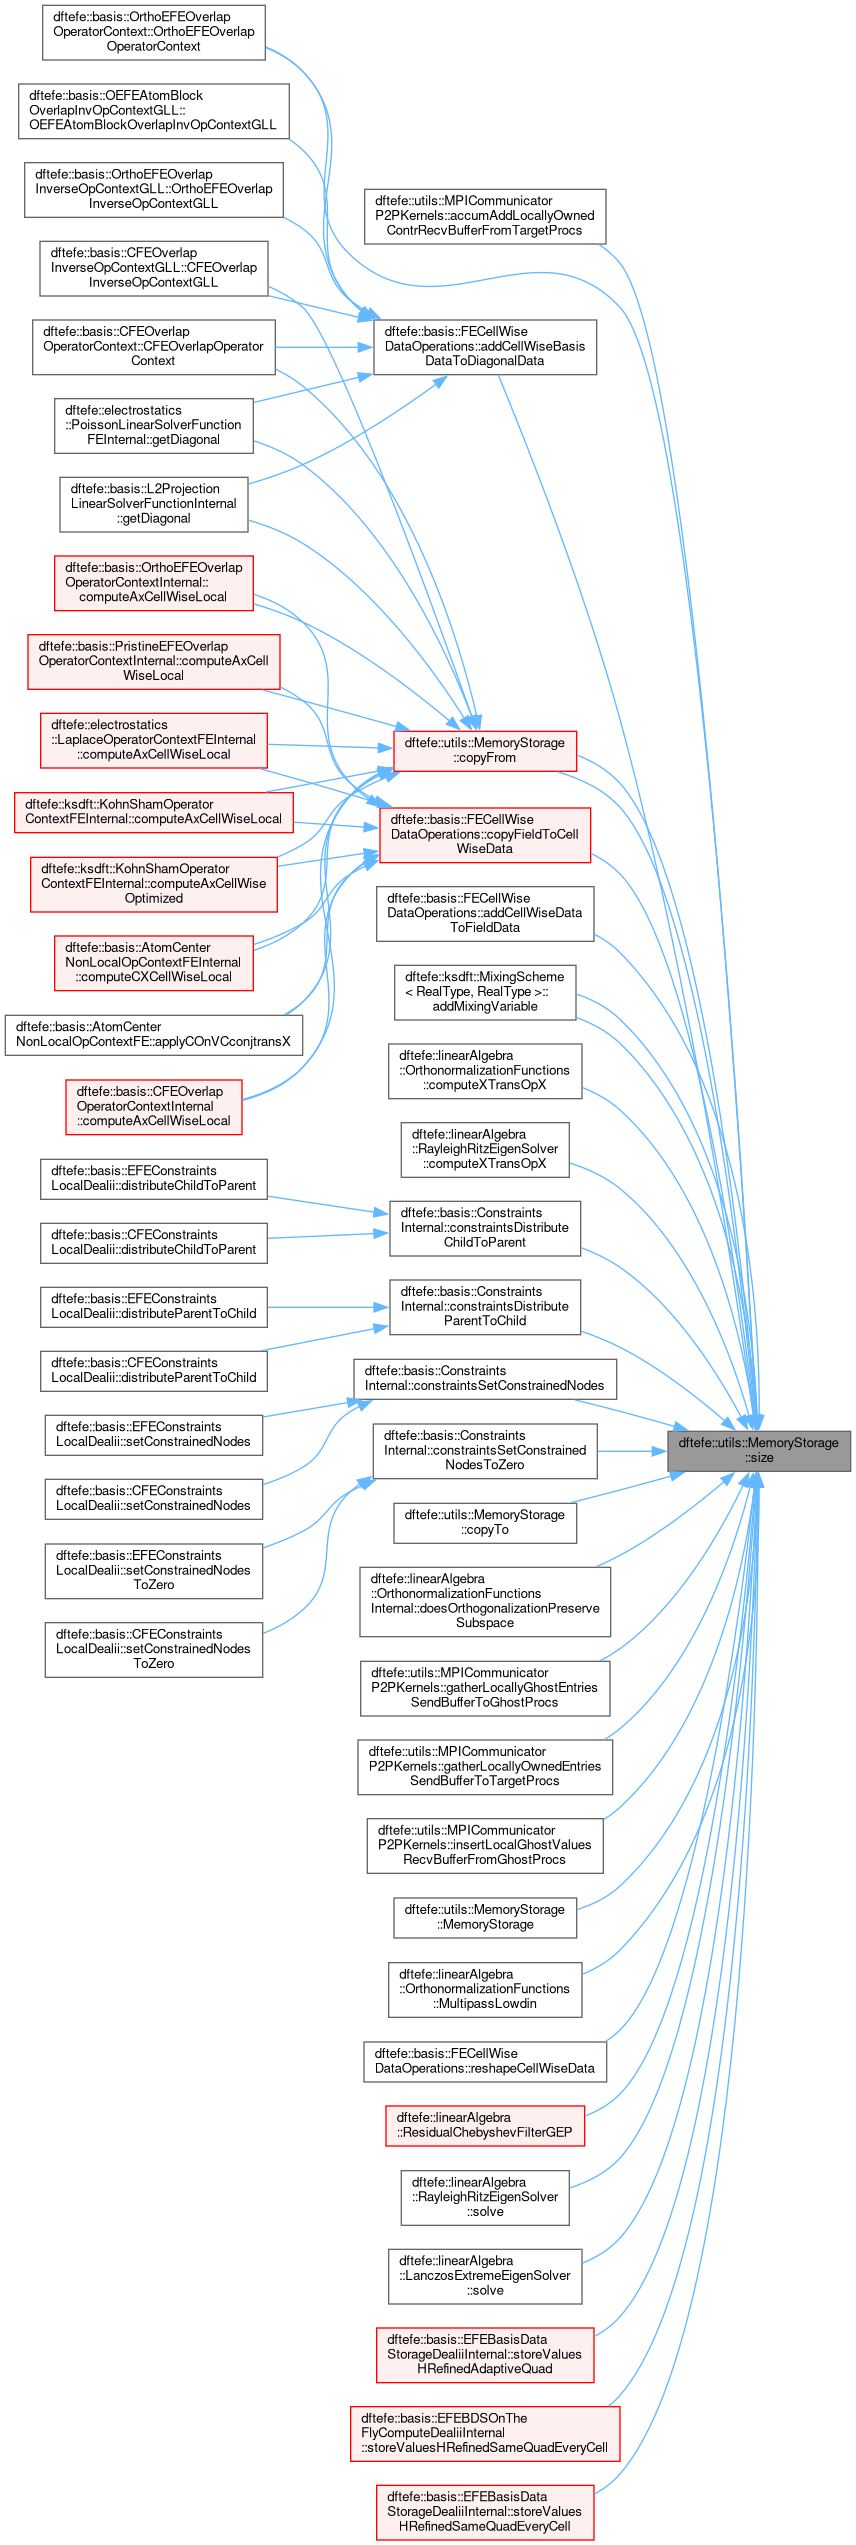 dftefe::basis::OrthoEFEOverlap
OperatorContext::OrthoEFEOverlap
OperatorContext
dftefe::basis::OEFEAtomBlock
OverlapInvOpContextGLL::
OEFEAtomBlockOverlapInvOpContextGLL
dftefe::basis::OrthoEFEOverlap
InverseOpContextGLL::OrthoEFEOverlap
InverseOpContextGLL
dftefe::basis::CFEOverlap
InverseOpContextGLL::CFEOverlap
InverseOpContextGLL
dftefe::basis::CFEOverlap
OperatorContext::CFEOverlapOperator
Context
dftefe::electrostatics
::PoissonLinearSolverFunction
FEInternal::getDiagonal
dftefe::basis::L2Projection
LinearSolverFunctionInternal
::getDiagonal
dftefe::basis::OrthoEFEOverlap
OperatorContextInternal::
computeAxCellWiseLocal
dftefe::basis::PristineEFEOverlap
OperatorContextInternal::computeAxCell
WiseLocal
dftefe::electrostatics
::LaplaceOperatorContextFEInternal
::computeAxCellWiseLocal
dftefe::ksdft::KohnShamOperator
ContextFEInternal::computeAxCellWiseLocal
dftefe::ksdft::KohnShamOperator
ContextFEInternal::computeAxCellWise
Optimized
dftefe::basis::AtomCenter
NonLocalOpContextFEInternal
::computeCXCellWiseLocal
dftefe::basis::AtomCenter
NonLocalOpContextFE::applyCOnVCconjtransX
dftefe::basis::CFEOverlap
OperatorContextInternal
::computeAxCellWiseLocal
dftefe::basis::EFEConstraints
LocalDealii::distributeChildToParent
dftefe::basis::CFEConstraints
LocalDealii::distributeChildToParent
dftefe::basis::EFEConstraints
LocalDealii::distributeParentToChild
dftefe::basis::CFEConstraints
LocalDealii::distributeParentToChild
dftefe::basis::EFEConstraints
LocalDealii::setConstrainedNodes
dftefe::basis::CFEConstraints
LocalDealii::setConstrainedNodes
dftefe::basis::EFEConstraints
LocalDealii::setConstrainedNodes
ToZero
dftefe::basis::CFEConstraints
LocalDealii::setConstrainedNodes
ToZero
dftefe::utils::MPICommunicator
P2PKernels::accumAddLocallyOwned
ContrRecvBufferFromTargetProcs
dftefe::basis::FECellWise
DataOperations::addCellWiseBasis
DataToDiagonalData
dftefe::utils::MemoryStorage
::copyFrom
dftefe::basis::FECellWise
DataOperations::copyFieldToCell
WiseData
dftefe::basis::FECellWise
DataOperations::addCellWiseData
ToFieldData
dftefe::ksdft::MixingScheme
< RealType, RealType >::
addMixingVariable
dftefe::linearAlgebra
::OrthonormalizationFunctions
::computeXTransOpX
dftefe::linearAlgebra
::RayleighRitzEigenSolver
::computeXTransOpX
dftefe::basis::Constraints
Internal::constraintsDistribute
ChildToParent
dftefe::basis::Constraints
Internal::constraintsDistribute
ParentToChild
dftefe::basis::Constraints
Internal::constraintsSetConstrainedNodes
dftefe::basis::Constraints
Internal::constraintsSetConstrained
NodesToZero
dftefe::utils::MemoryStorage
::copyTo
dftefe::linearAlgebra
::OrthonormalizationFunctions
Internal::doesOrthogonalizationPreserve
Subspace
dftefe::utils::MPICommunicator
P2PKernels::gatherLocallyGhostEntries
SendBufferToGhostProcs
dftefe::utils::MPICommunicator
P2PKernels::gatherLocallyOwnedEntries
SendBufferToTargetProcs
dftefe::utils::MPICommunicator
P2PKernels::insertLocalGhostValues
RecvBufferFromGhostProcs
dftefe::utils::MemoryStorage
::MemoryStorage
dftefe::linearAlgebra
::OrthonormalizationFunctions
::MultipassLowdin
dftefe::basis::FECellWise
DataOperations::reshapeCellWiseData
dftefe::linearAlgebra
::ResidualChebyshevFilterGEP
dftefe::linearAlgebra
::RayleighRitzEigenSolver
::solve
dftefe::linearAlgebra
::LanczosExtremeEigenSolver
::solve
dftefe::basis::EFEBasisData
StorageDealiiInternal::storeValues
HRefinedAdaptiveQuad
dftefe::basis::EFEBDSOnThe
FlyComputeDealiiInternal
::storeValuesHRefinedSameQuadEveryCell
dftefe::basis::EFEBasisData
StorageDealiiInternal::storeValues
HRefinedSameQuadEveryCell
dftefe::utils::MemoryStorage
::size